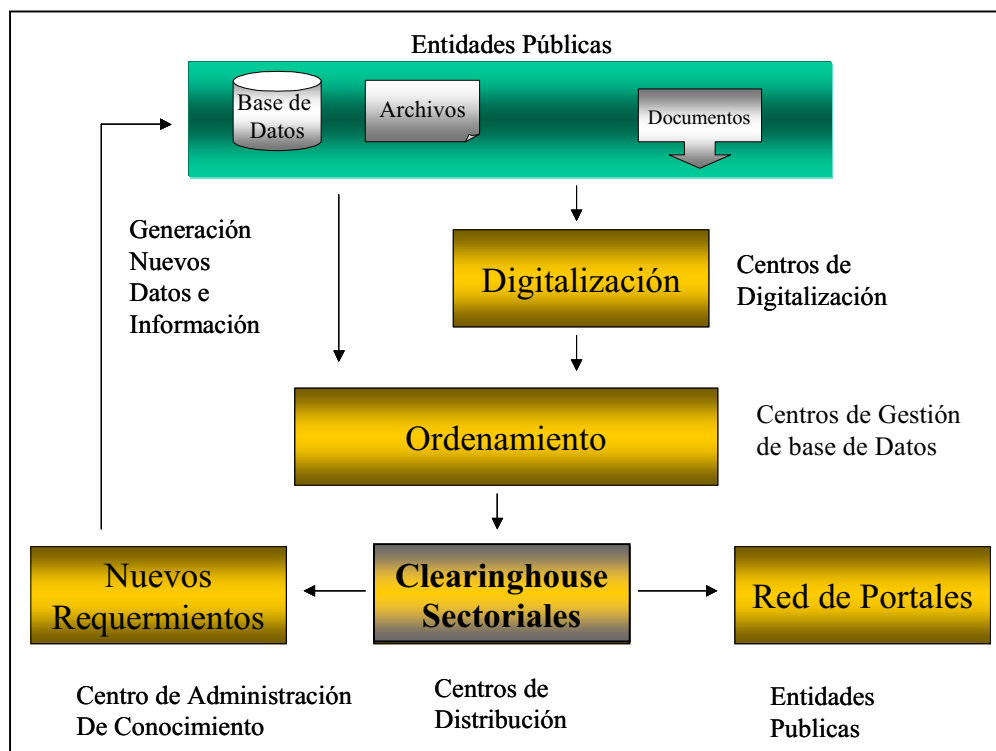 Entidades Públicas
Base de
Datos
Archivos
Documentos
Generación
Nuevos
Datos e
Información
Digitalización
Centros de
Digitalización
Ordenamiento
Centros de Gestión
de base de Datos
Nuevos
Requermientos
Clearinghouse
Sectoriales
Red de Portales
Centro de Administración
De Conocimiento
Centros de
Distribución
Entidades
Publicas